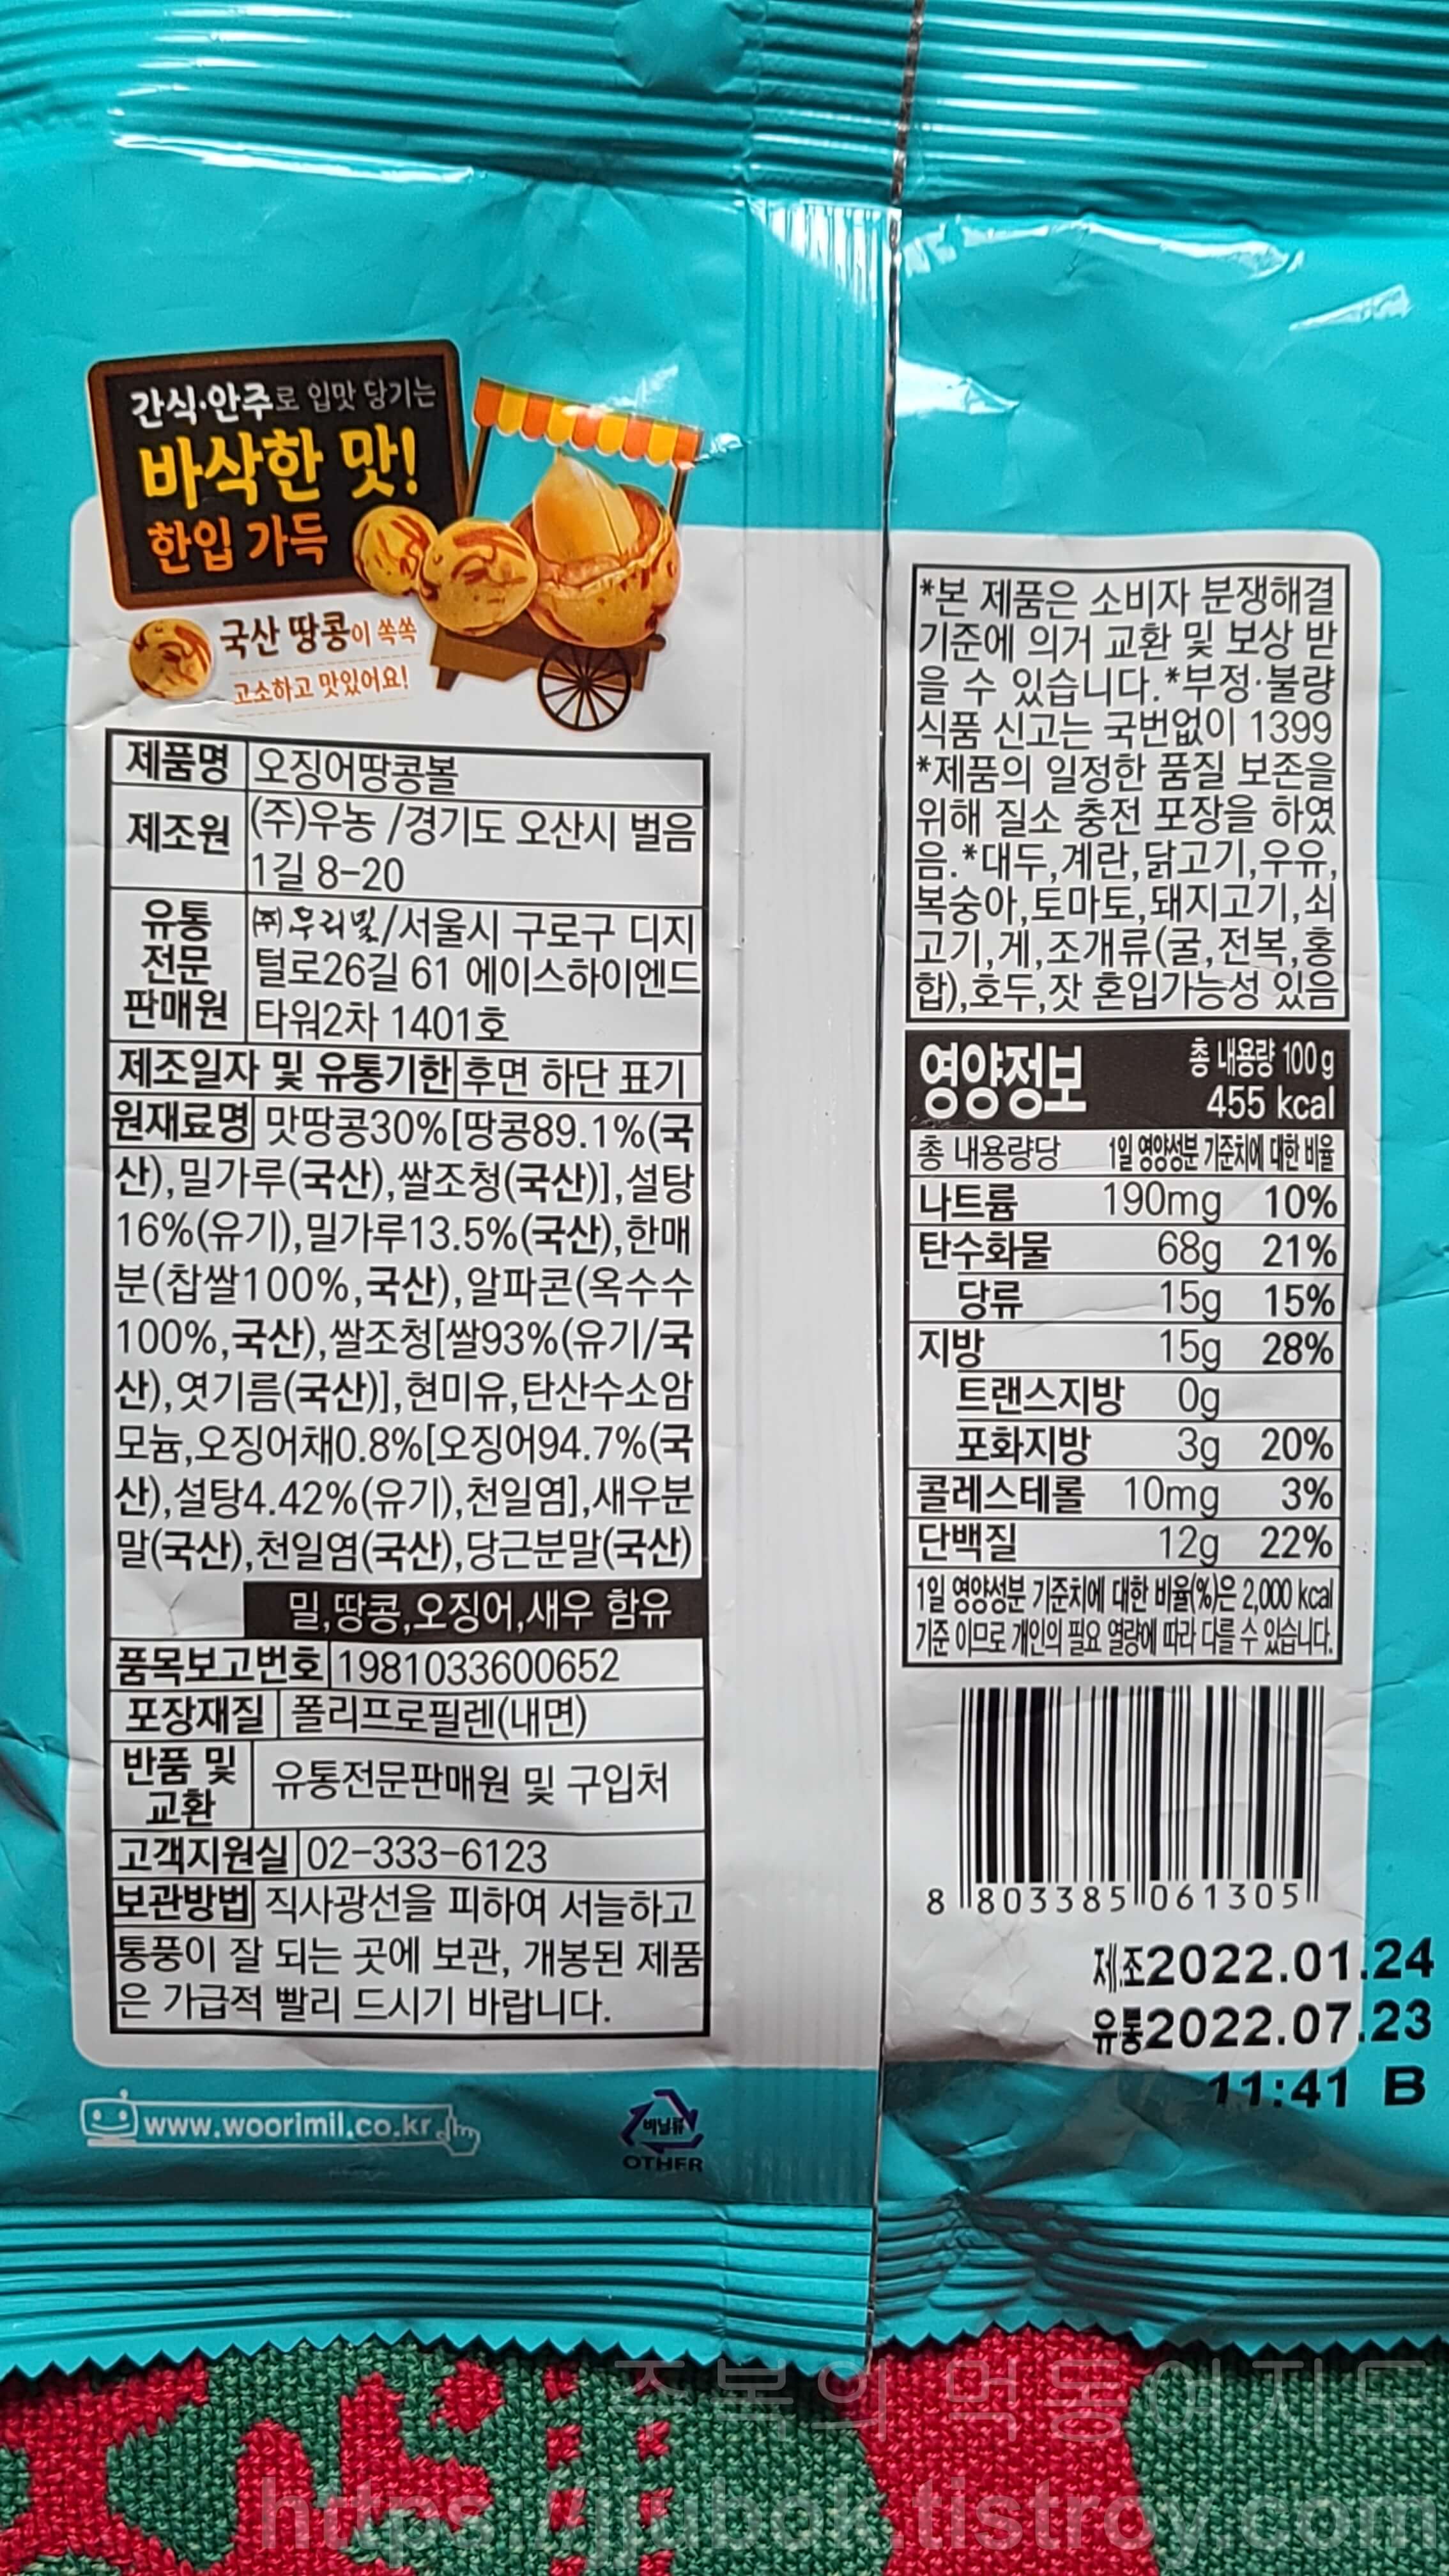 간식·안주로 입맛 당기는
바삭한 맛!
한입 가득
국산 땅콩이 쏙쏙
고소하고 맛있어요!
제품명 오징어땅콩볼
제조원 (주)우농 /경기도 오산시 벌음
1길 8-20
유통
전문
판매원
㈜우리밀/서울시 구로구 디지
털로26길 61 에이스하이엔드
타워2차 1401호
제조일자 및 유통기한 후면 하단 표기
원재료명 맛땅콩30%[땅콩89.1%(국
산),밀가루(국산),쌀조청(국산)],설탕
16%(유기),밀가루13.5%(국산),한매
분(찹쌀100%,국산),알파콘(옥수수
100%,국산),쌀조청[쌀93%(유기/국
산),엿기름(국산)],현미유,탄산수소암
모늄,오징어채0.8%[오징어94.7%(국
산),설탕4.42%(유기),천일염],새우분
말(국산),천일염(국산),당근분말(국산)
밀,땅콩,오징어,새우 함유
품목보고번호 1981033600652
포장재질 폴리프로필렌(내면)
반품 및
교환
유통전문판매원 및 구입처
고객지원실 02-333-6123
보관방법 직사광선을 피하여 서늘하고
통풍이 잘 되는 곳에 보관, 개봉된 제품
은 가급적 빨리 드시기 바랍니다.
www.woorimil.co.kr
비닐류
OTHER
*본 제품은 소비자 분쟁해결
기준에 의거 교환 및 보상 받
을 수 있습니다.*부정·불량
식품 신고는 국번없이 1399
*제품의 일정한 품질 보존을
위해 질소 충전 포장을 하였
음.*대두,계란,닭고기,우유,
복숭아,토마토,돼지고기,쇠
고기,게,조개류(굴,전복,홍
합),호두,잣 혼입가능성 있음
영양정보 총 내용량 100 g
455 kcal
총 내용량당 1일 영양성분 기준치에 대한 비율
나트륨 190mg 10%
탄수화물 68g 21%
당류 15g 15%
지방 15g 28%
트랜스지방 0g
포화지방 3g 20%
콜레스테롤 10mg 3%
단백질 12g 22%
1일 영양성분 기준치에 대한 비율(%)은 2,000 kcal
기준 이므로 개인의 필요 열량에 따라 다를 수 있습니다.
8 803385 061305
제조2022.01.24
유통2022.07.23
11:41 B
주복의 먹동여지도
https://jjubok.tistroy.com